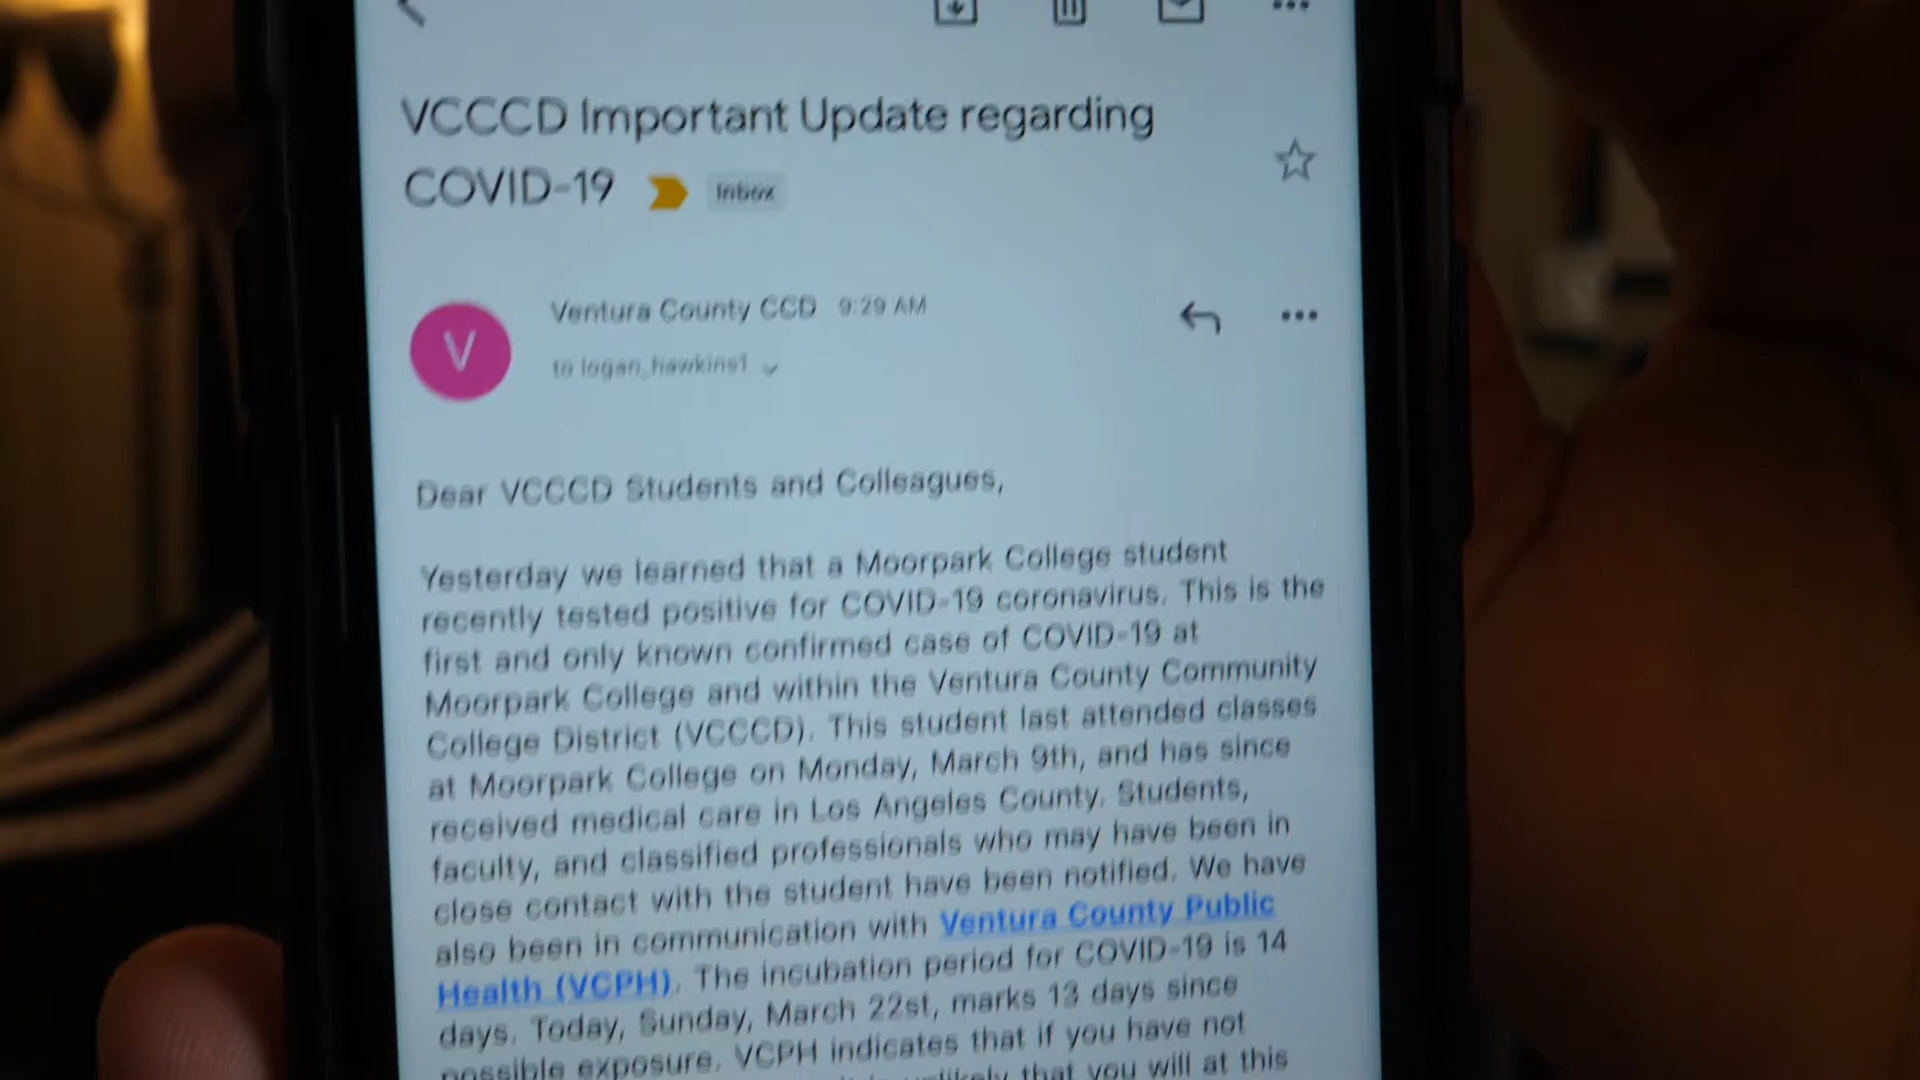 VCCCD Important Update regarding
COVID-19 Inbox
V
Ventura County CCD 9:29 AM
to logan_hawkins1
Dear VCCCD Students and Colleagues,
Yesterday we learned that a Moorpark College student
recently tested positive for COVID-19 coronavirus. This is the
first and only known confirmed case of COVID-19 at
Moorpark College and within the Ventura County Community
College District (VCCCD). This student last attended classes
at Moorpark College on Monday, March 9th, and has since
received medical care in Los Angeles County. Students,
faculty, and classified professionals who may have been in
close contact with the student have been notified. We have
also been in communication with Ventura County Public
Health (VCPH). The incubation period for COVID-19 is 14
days. Today, Sunday, March 22st, marks 13 days since
possible exposure. VCPH indicates that if you have not
unlikely that you will at this